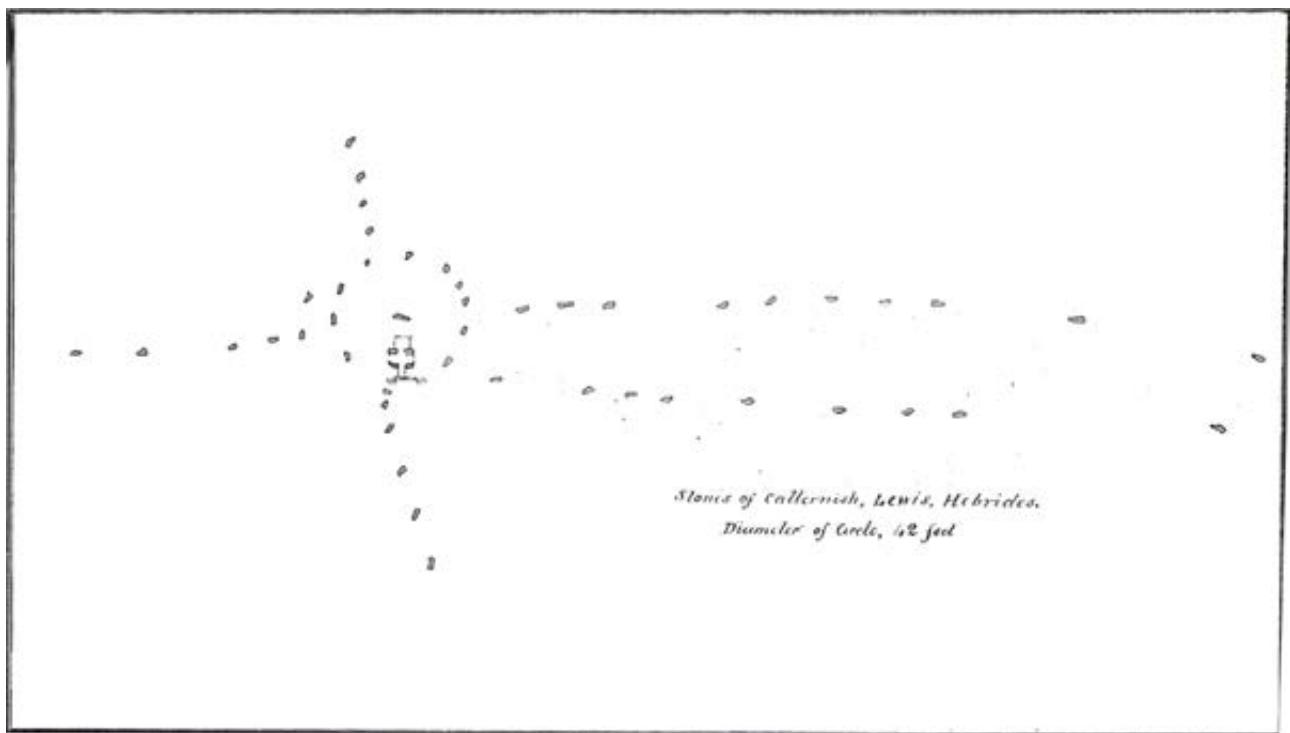 Stones of Callernish, Lewis, Hebrides.
Diameter of Circle, 42 feet